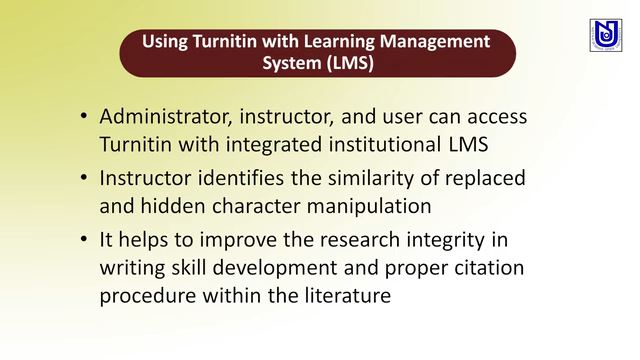 Using Turnitin with Learning Management
System (LMS)
• Administrator, instructor, and user can access
Turnitin with integrated institutional LMS
• Instructor identifies the similarity of replaced
and hidden character manipulation
• It helps to improve the research integrity in
writing skill development and proper citation
procedure within the literature